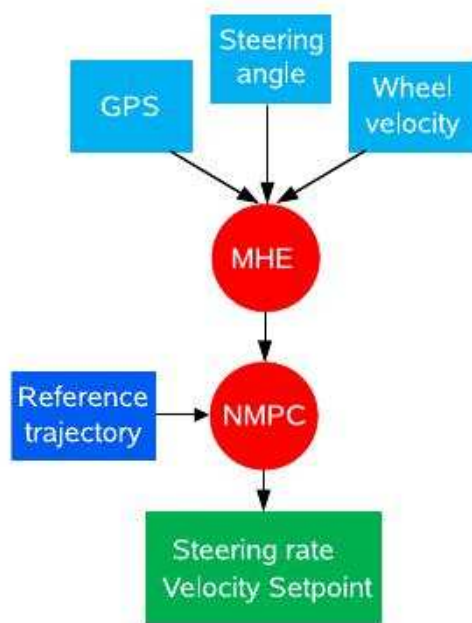 Steering
angle
GPS
Wheel
velocity
MHE
Reference
trajectory
NMPC
Steering rate
Velocity Setpoint